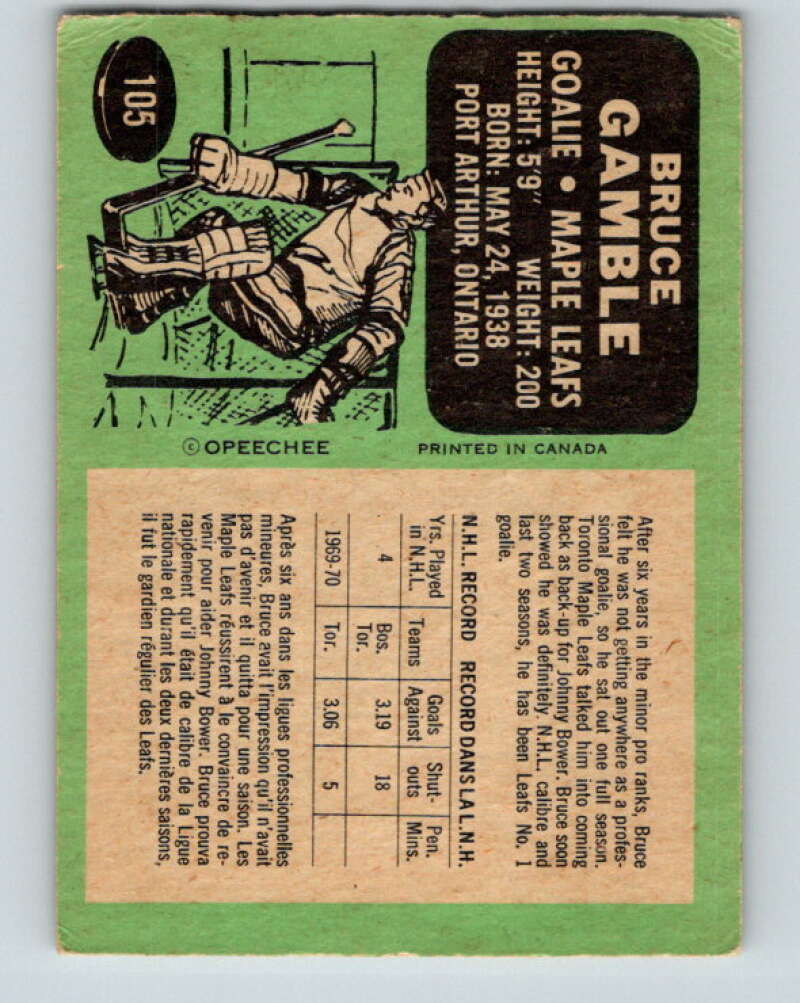 105
BRUCE
GAMBLE
GOALIE • MAPLE LEAFS
HEIGHT: 5'9" WEIGHT: 200
BORN: MAY 24, 1938
PORT ARTHUR, ONTARIO
© OPEECHEE
PRINTED IN CANADA
After six years in the minor pro ranks, Bruce
felt he was not getting anywhere as a profes-
sional goalie, so he sat out one full season.
Toronto Maple Leafs talked him into coming
back as back-up for Johnny Bower. Bruce soon
showed he was definitely. N.H.L. calibre and
last two seasons, he has been Leafs No. 1
goalie.
N.H.L. RECORD RECORD DANS LA L.N.H.
Yrs. Played in N.H.L. Teams Goals Against Shut-outs Pen. Mins.
4 Bos. Tor. 3.19 18
1969-70 Tor. 3.06 5
Après six ans dans les ligues professionnelles
mineures, Bruce avait l'impression qu'il n'avait
pas d'avenir et il quitta pour une saison. Les
Maple Leafs réussirent à le convaincre de re-
venir pour aider Johnny Bower. Bruce prouva
rapidement qu'il était de calibre de la Ligue
nationale et durant les deux dernières saisons,
il fut le gardien régulier des Leafs.